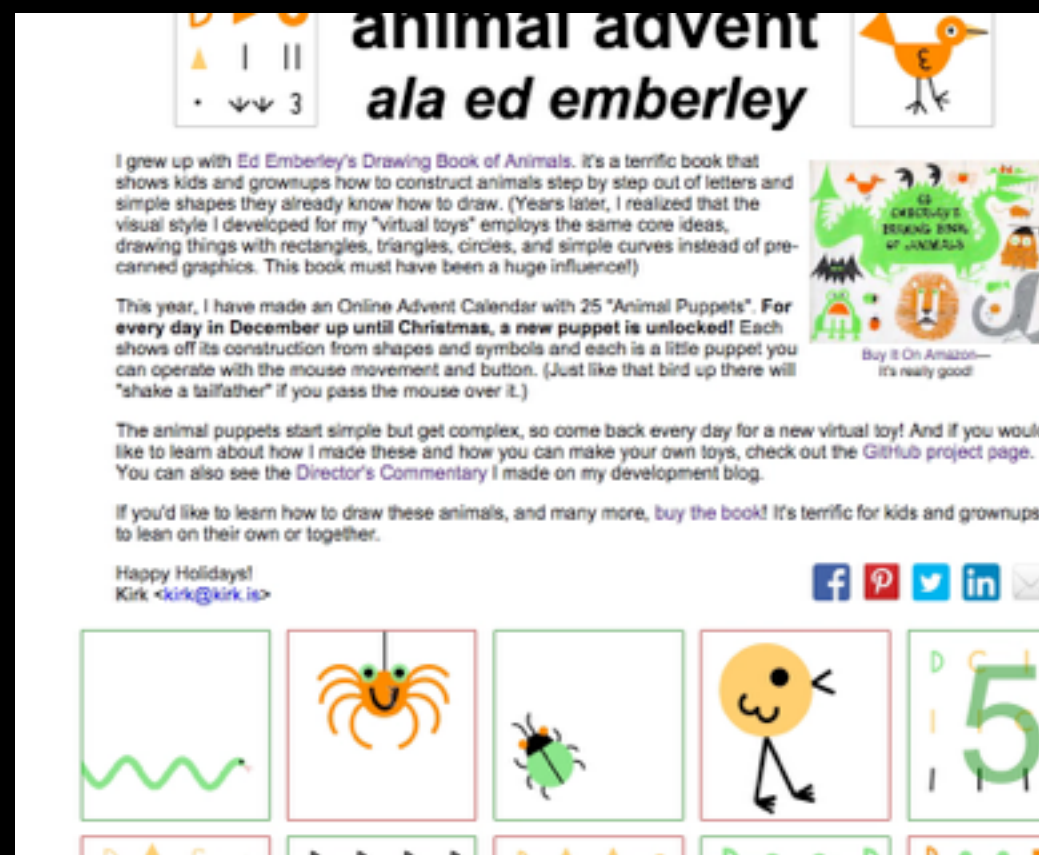 animal advent
ala ed emberley
I grew up with Ed Emberley's Drawing Book of Animals. it's a terrific book that
shows kids and grownups how to construct animals step by step out of letters and
simple shapes they already know how to draw. (Years later, I realized that the
visual style I developed for my "virtual toys" employs the same core ideas,
drawing things with rectangles, triangles, circles, and simple curves instead of pre-
canned graphics. This book must have been a huge influence!)
ED
EMBERLEY'S
DRAWING BOOK
OF ANIMALS
This year, I have made an Online Advent Calendar with 25 "Animal Puppets". For
every day in December up until Christmas, a new puppet is unlocked! Each
shows off its construction from shapes and symbols and each is a little puppet you
can operate with the mouse movement and button. (Just like that bird up there will
"shake a tailfather" if you pass the mouse over it.)
Buy It On Amazon—
It's really good!
The animal puppets start simple but get complex, so come back every day for a new virtual toy! And if you would
like to learn about how I made these and how you can make your own toys, check out the GitHub project page.
You can also see the Director's Commentary I made on my development blog.
If you'd like to learn how to draw these animals, and many more, buy the book! It's terrific for kids and grownups
to lean on their own or together.
Happy Holidays!
Kirk <kirk@kirk.is>
D C I
5
I I C
I I I